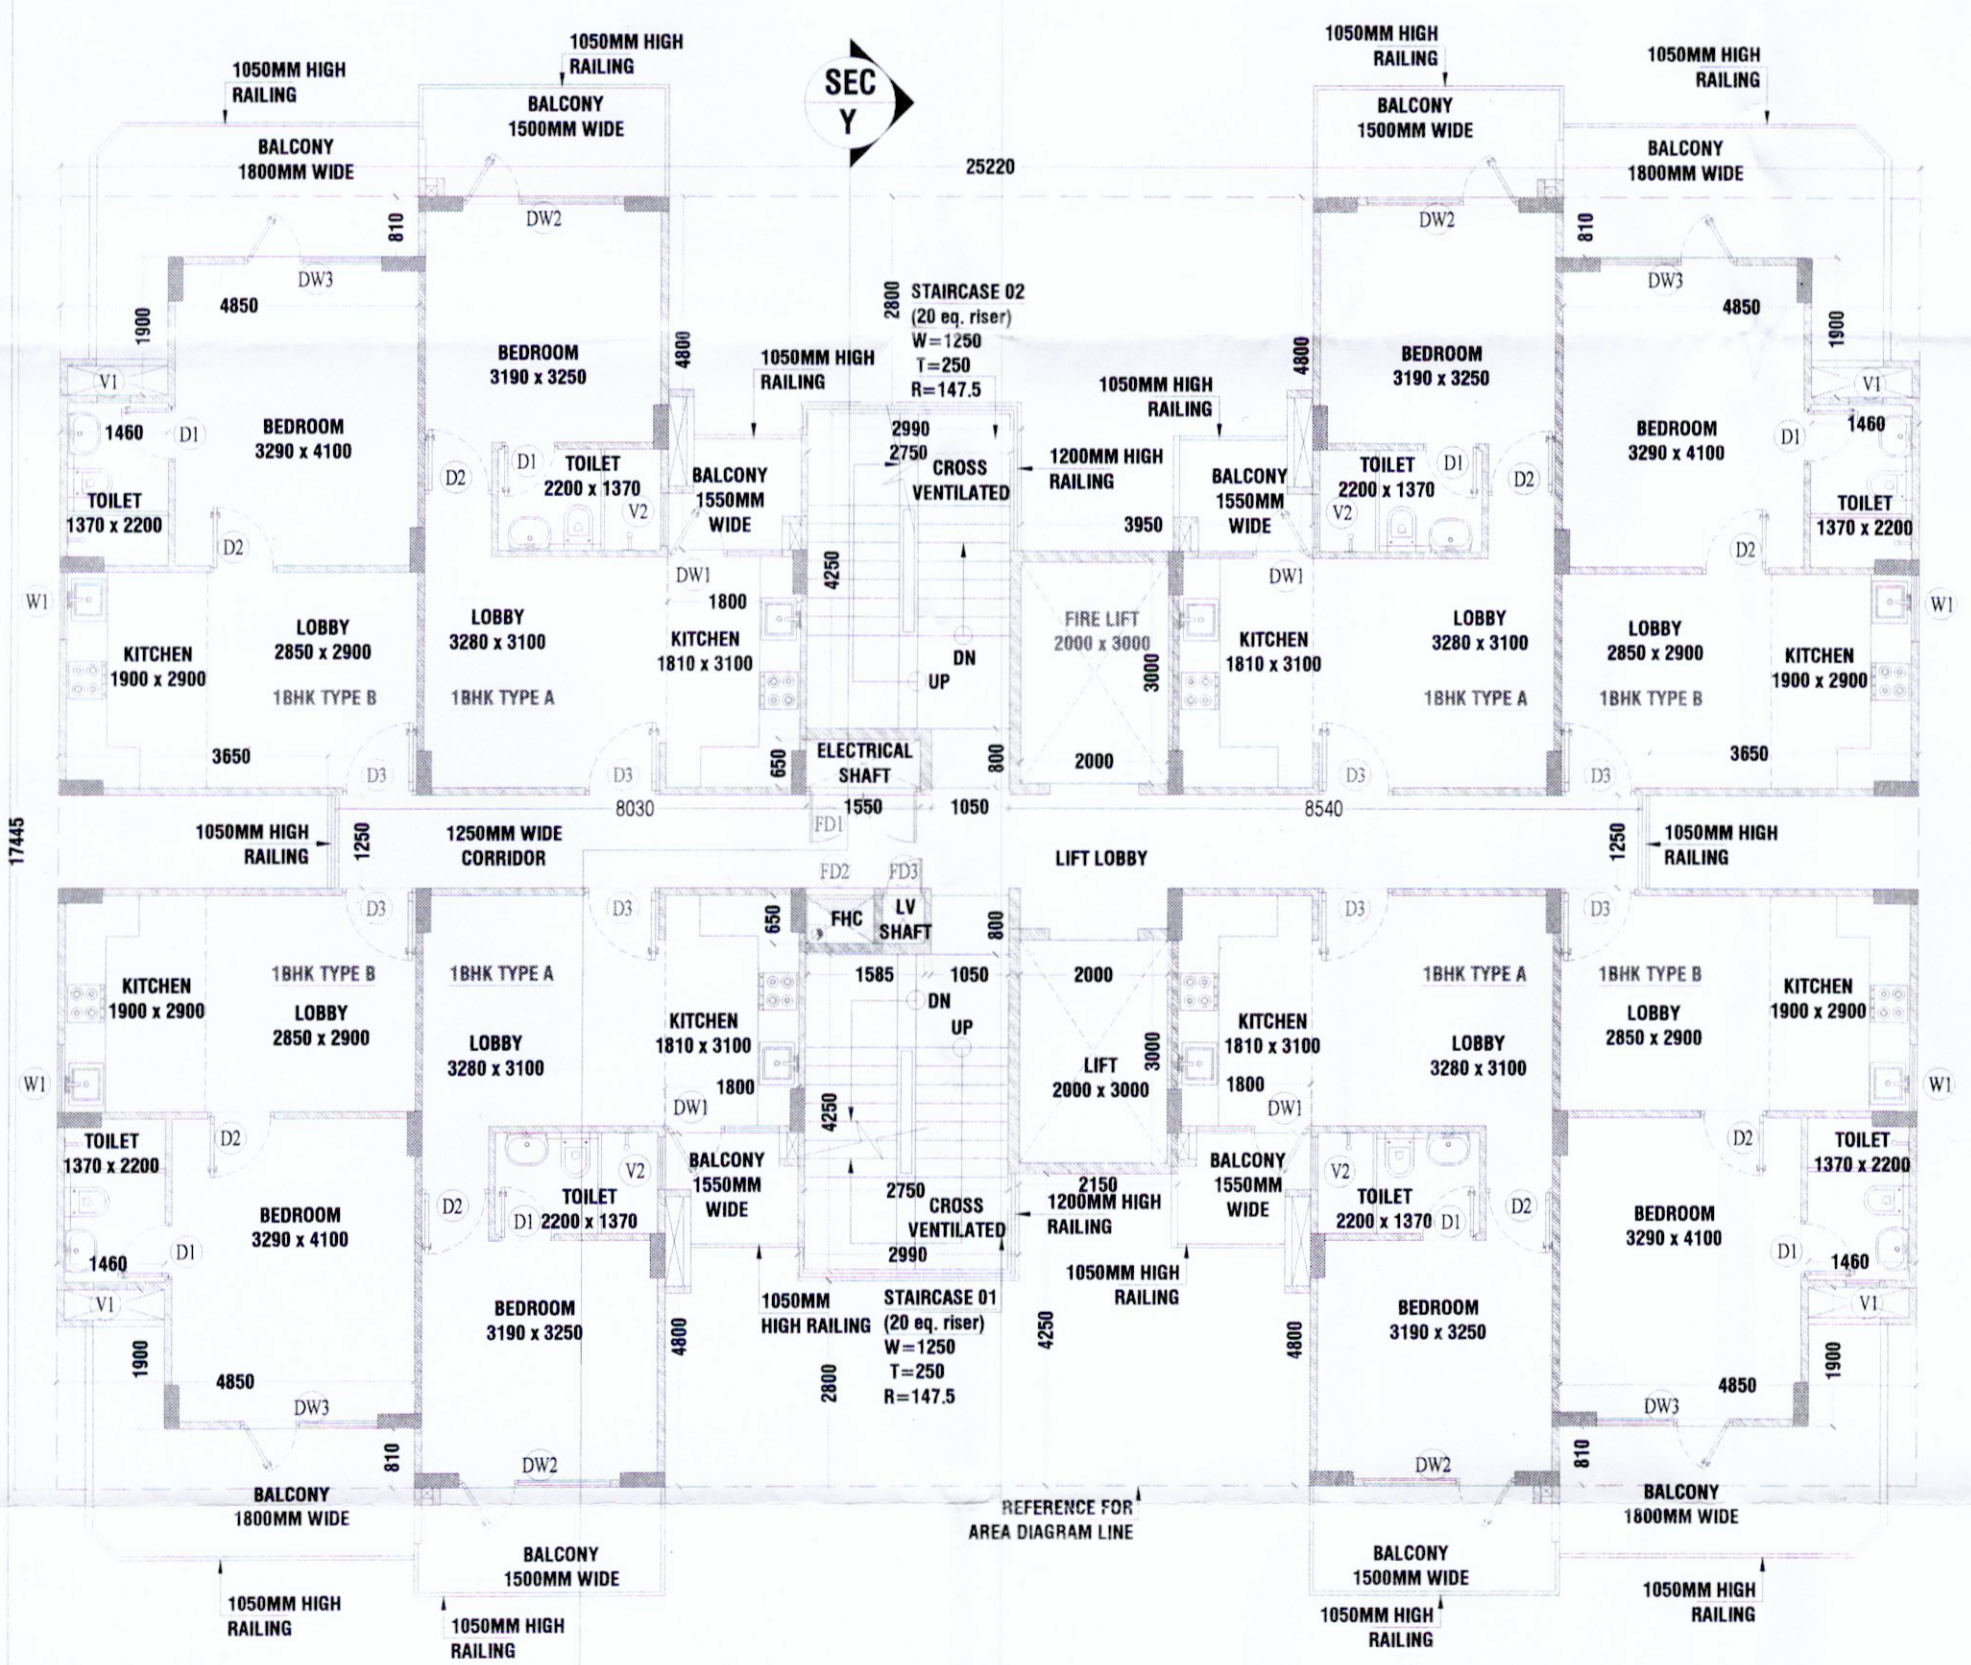 1050MM HIGH
RAILING
1050MM HIGH
RAILING
1050MM HIGH
RAILING
1050MM HIGH
RAILING
SEC
Y
BALCONY
1500MM WIDE
BALCONY
1800MM WIDE
BALCONY
1500MM WIDE
BALCONY
1800MM WIDE
25220
810
DW2
DW3
4850
1900
2800
STAIRCASE 02
(20 eq. riser)
W=1250
T=250
R=147.5
DW2
810
DW3
4850
1900
BEDROOM
3190 x 3250
4800
1050MM HIGH
RAILING
1050MM HIGH
RAILING
4800
BEDROOM
3190 x 3250
V1
1460
D1
BEDROOM
3290 x 4100
TOILET
1370 x 2200
D2
D2
D1
TOILET
2200 x 1370
V2
BALCONY
1550MM
WIDE
2990
2750
CROSS
VENTILATED
1200MM HIGH
RAILING
3950
BALCONY
1550MM
WIDE
TOILET
2200 x 1370
V2
D1
D2
BEDROOM
3290 x 4100
D1
V1
1460
TOILET
1370 x 2200
D2
W1
KITCHEN
1900 x 2900
LOBBY
2850 x 2900
1BHK TYPE B
LOBBY
3280 x 3100
1BHK TYPE A
DW1
1800
KITCHEN
1810 x 3100
4250
DN
UP
FIRE LIFT
2000 x 3000
3000
2000
DW1
KITCHEN
1810 x 3100
LOBBY
3280 x 3100
1BHK TYPE A
LOBBY
2850 x 2900
1BHK TYPE B
KITCHEN
1900 x 2900
W1
3650
D3
D3
650
ELECTRICAL
SHAFT
800
D3
D3
3650
17445
1050MM HIGH
RAILING
1250
1250MM WIDE
CORRIDOR
8030
1550
1050
FD1
FD2
FD3
LIFT LOBBY
8540
1250
1050MM HIGH
RAILING
D3
D3
650
FHC
LV
SHAFT
800
D3
D3
KITCHEN
1900 x 2900
1BHK TYPE B
LOBBY
2850 x 2900
W1
1BHK TYPE A
LOBBY
3280 x 3100
KITCHEN
1810 x 3100
1800
DW1
1585
1050
DN
UP
4250
2000
3000
LIFT
2000 x 3000
KITCHEN
1810 x 3100
1800
DW1
1BHK TYPE A
LOBBY
3280 x 3100
1BHK TYPE B
LOBBY
2850 x 2900
KITCHEN
1900 x 2900
W1
TOILET
1370 x 2200
D2
BEDROOM
3290 x 4100
D1
1460
V1
D2
D1
TOILET
2200 x 1370
V2
BALCONY
1550MM
WIDE
2750
CROSS
VENTILATED
2990
2150
1200MM HIGH
RAILING
BALCONY
1550MM
WIDE
V2
TOILET
2200 x 1370
D1
D2
D2
BEDROOM
3290 x 4100
TOILET
1370 x 2200
D1
1460
V1
1900
4850
DW3
BEDROOM
3190 x 3250
4800
1050MM
HIGH RAILING
STAIRCASE 01
(20 eq. riser)
W=1250
T=250
R=147.5
2800
4250
1050MM HIGH
RAILING
4800
BEDROOM
3190 x 3250
4850
DW3
1900
810
DW2
DW2
810
BALCONY
1800MM WIDE
REFERENCE FOR
AREA DIAGRAM LINE
BALCONY
1800MM WIDE
BALCONY
1500MM WIDE
BALCONY
1500MM WIDE
1050MM HIGH
RAILING
1050MM HIGH
RAILING
1050MM HIGH
RAILING
1050MM HIGH
RAILING